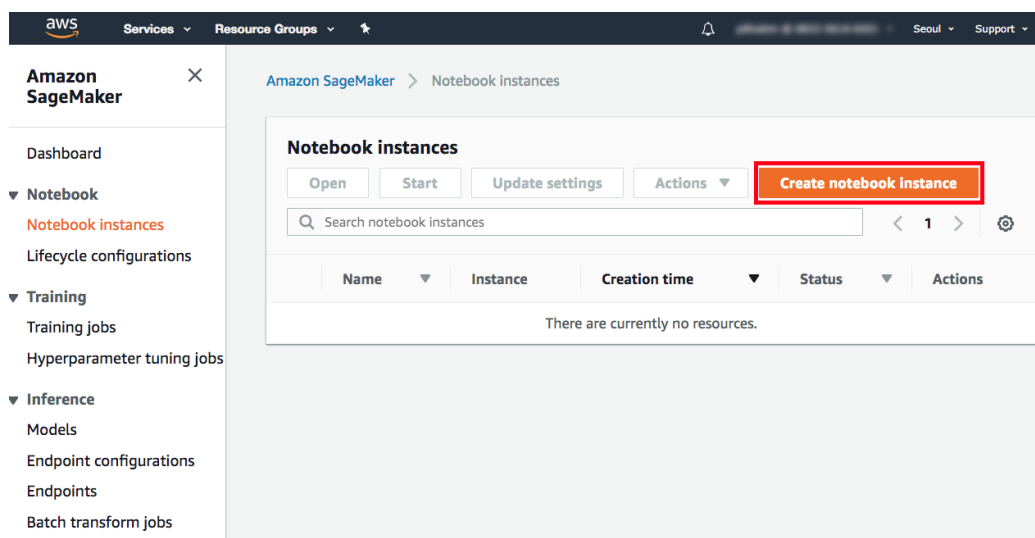 aws Services Resource Groups Seoul Support
Amazon
SageMaker
Dashboard
Notebook
Notebook instances
Lifecycle configurations
Training
Training jobs
Hyperparameter tuning jobs
Inference
Models
Endpoint configurations
Endpoints
Batch transform jobs
Amazon SageMaker > Notebook instances
Notebook instances
Open Start Update settings Actions Create notebook instance
Search notebook instances < 1 >
Name Instance Creation time Status Actions
There are currently no resources.